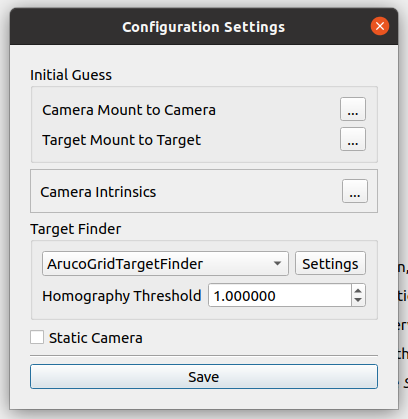 Configuration Settings
Initial Guess
Camera Mount to Camera ...
Target Mount to Target ...
Camera Intrinsics ...
Target Finder
ArucoGridTargetFinder Settings
Homography Threshold 1.000000
Static Camera
Save